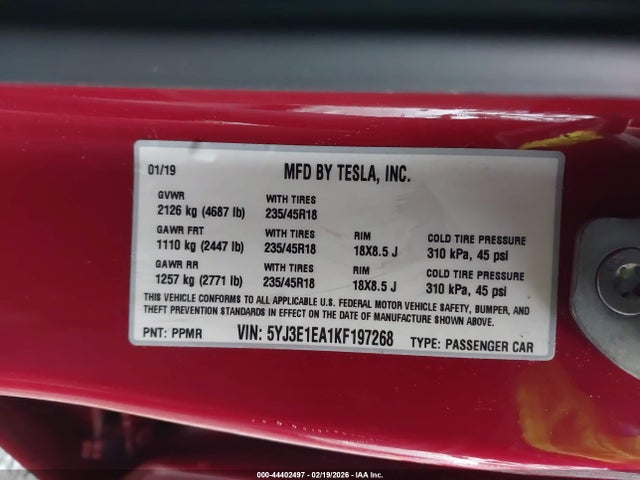 01/19 MFD BY TESLA, INC.
GVWR WITH TIRES
2126 kg (4687 lb) 235/45R18
GAWR FRT WITH TIRES RIM COLD TIRE PRESSURE
1110 kg (2447 lb) 235/45R18 18X8.5 J 310 kPa, 45 psi
GAWR RR WITH TIRES RIM COLD TIRE PRESSURE
1257 kg (2771 lb) 235/45R18 18X8.5 J 310 kPa, 45 psi
THIS VEHICLE CONFORMS TO ALL APPLICABLE U.S. FEDERAL MOTOR VEHICLE SAFETY, BUMPER, AND
THEFT PREVENTION STANDARDS IN EFFECT ON THE DATE OF MANUFACTURE SHOWN ABOVE.
PNT: PPMR VIN: 5YJ3E1EA1KF197268 TYPE: PASSENGER CAR
000-44402497 - 02/19/2026 - IAA Inc.